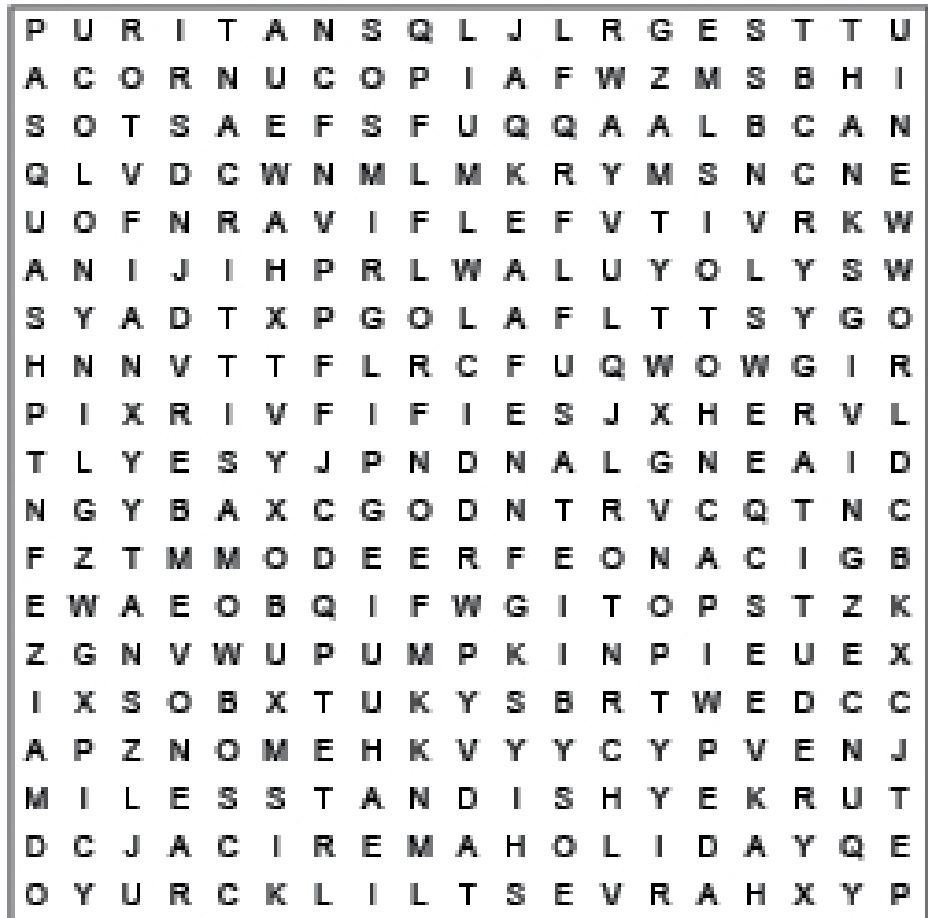 P U R I T A N S Q L J L R G E S T T U
A C O R N U C O P I A F W Z M S B H I
S O T S A E F S F U Q Q A A L B C A N
Q L V D C W N M L M K R Y M S N C N E
U O F N R A V I F L E F V T I V R K W
A N I J I H P R L W A L U Y O L Y S W
S Y A D T X P G O L A F L T T S Y G O
H N N V T T F L R C F U Q W O W G I R
P I X R I V F I F I E S J X H E R V L
T L Y E S Y J P N D N A L G N E A I D
N G Y B A X C G O D N T R V C Q T N C
F Z T M M O D E E R F E O N A C I G B
E W A E O B Q I F W G I T O P S T Z K
Z G N V W U P U M P K I N P I E U E X
I X S O B X T U K Y S B R T W E D C C
A P Z N O M E H K V Y Y C Y P V E N J
M I L E S S T A N D I S H Y E K R U T
D C J A C I R E M A H O L I D A Y Q E
O Y U R C K L I L T S E V R A H X Y P